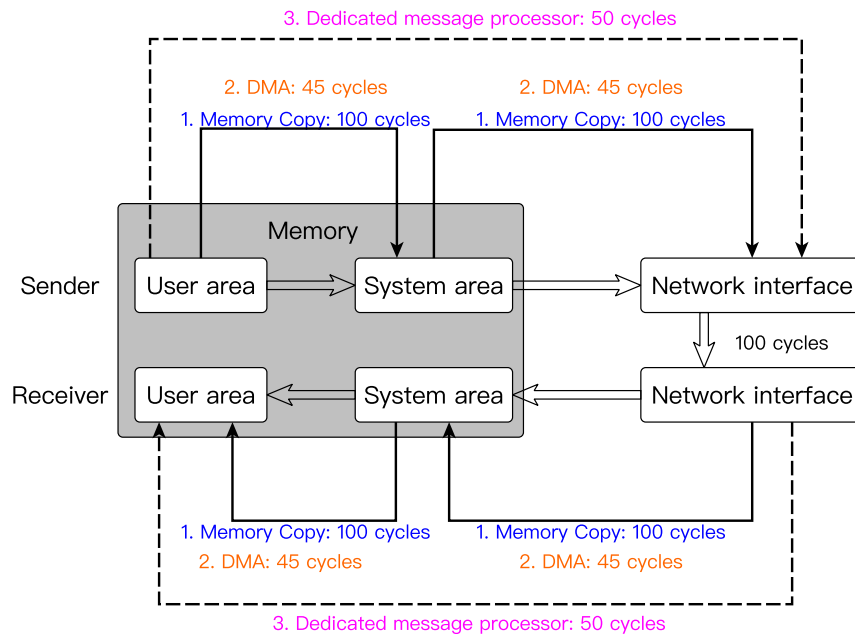 3. Dedicated message processor: 50 cycles
2. DMA: 45 cycles
2. DMA: 45 cycles
1. Memory Copy: 100 cycles
1. Memory Copy: 100 cycles
Memory
Sender
User area
System area
Network interface
100 cycles
Receiver
User area
System area
Network interface
1. Memory Copy: 100 cycles
1. Memory Copy: 100 cycles
2. DMA: 45 cycles
2. DMA: 45 cycles
3. Dedicated message processor: 50 cycles